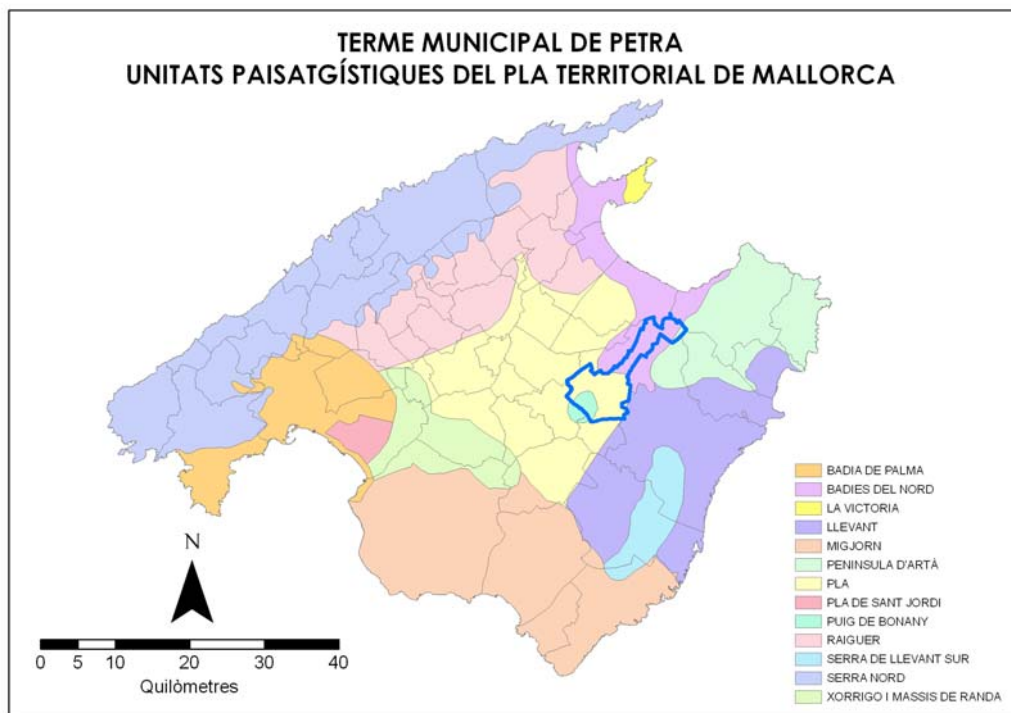 TERME MUNICIPAL DE PETRA
UNITATS PAISATGÍSTIQUES DEL PLA TERRITORIAL DE MALLORCA
BADIA DE PALMA
BADIES DEL NORD
LA VICTORIA
LLEVANT
MIGJORN
PENINSULA D'ARTÀ
PLA
PLA DE SANT JORDI
PUIG DE BONANY
RAIGUER
SERRA DE LLEVANT SUR
SERRA NORD
XORRIGO I MASSIS DE RANDA
N
0 5 10 20 30 40
Quilòmetres